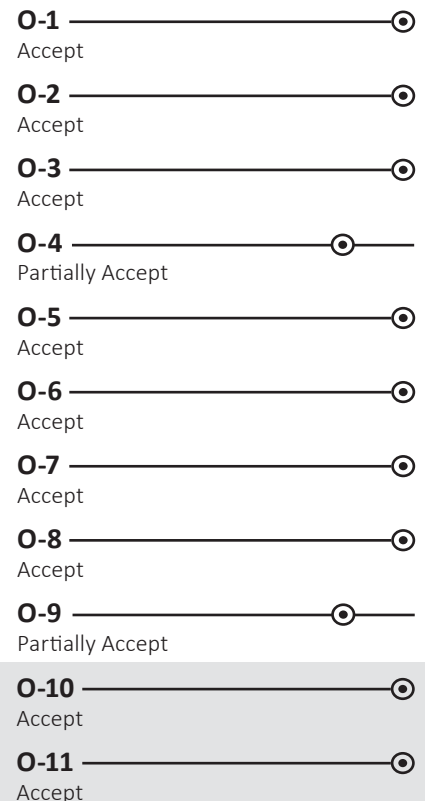 O-1
Accept
O-2
Accept
O-3
Accept
O-4
Partially Accept
O-5
Accept
O-6
Accept
O-7
Accept
O-8
Accept
O-9
Partially Accept
O-10
Accept
O-11
Accept